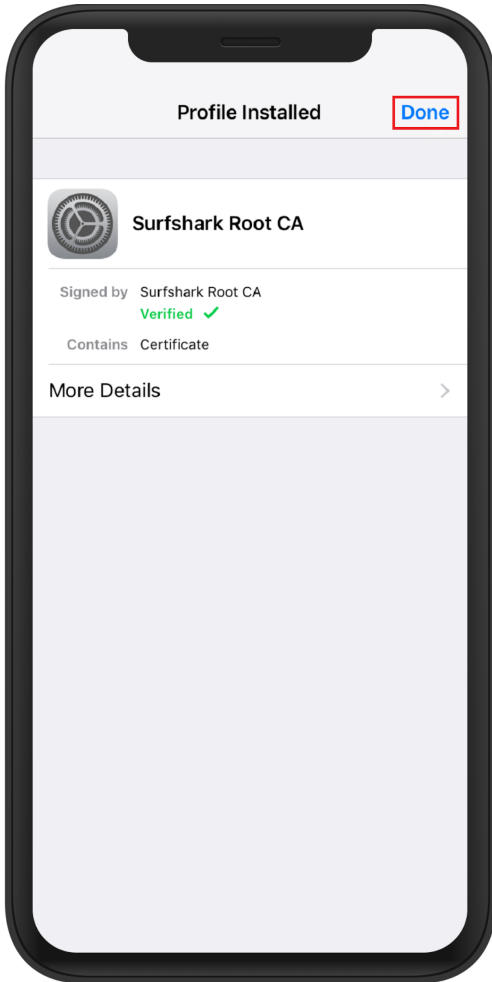 Profile Installed Done
Surfshark Root CA
Signed by Surfshark Root CA
Verified
Contains Certificate
More Details